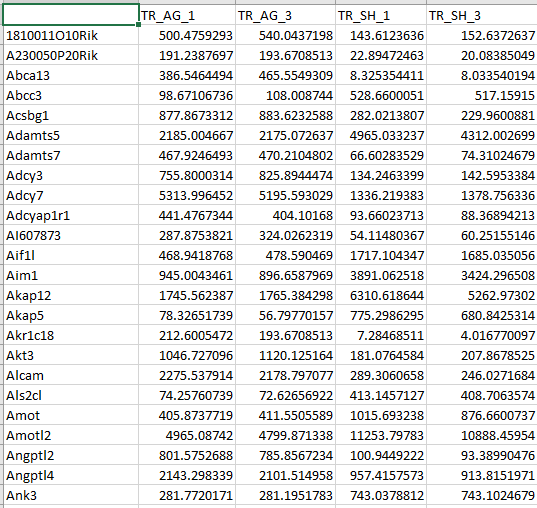 TR_AG_1 TR_AG_3 TR_SH_1 TR_SH_3
1810011O10Rik 500.4759293 540.0437198 143.6123636 152.6372637
A230050P20Rik 191.2387697 193.6708513 22.89472463 20.08385049
Abca13 386.5464494 465.5549309 8.325354411 8.033540194
Abcc3 98.67106736 108.008744 528.6600051 517.15915
Acsbg1 877.8673312 883.6232588 282.0213807 229.9600881
Adamts5 2185.004667 2175.072637 4965.033237 4312.002699
Adamts7 467.9246493 470.2104802 66.60283529 74.31024679
Adcy3 755.8000314 825.8944474 134.2463399 142.5953384
Adcy7 5313.996452 5195.593029 1336.219383 1378.756336
Adcyap1r1 441.4767344 404.10168 93.66023713 88.36894213
AI607873 287.8753821 324.0262319 54.11480367 60.25155146
Aif1l 468.9418768 478.590469 1717.104347 1685.035056
Aim1 945.0043461 896.6587969 3891.062518 3424.296508
Akap12 1745.562387 1765.384298 6310.618644 5262.97302
Akap5 78.32651739 56.79770157 775.2986295 680.8425314
Akr1c18 212.6005472 193.6708513 7.28468511 4.016770097
Akt3 1046.727096 1120.125164 181.0764584 207.8678525
Alcam 2275.537914 2178.797077 289.3060658 246.0271684
Als2cl 74.25760739 72.62656922 413.1457127 408.7063574
Amot 405.8737719 411.5505589 1015.693238 876.6600737
Amotl2 4965.08742 4799.871338 11253.79783 10888.45954
Angptl2 801.5752688 785.8567234 100.9449222 93.38990476
Angptl4 2143.298339 2101.514958 957.4157573 913.8151971
Ank3 281.7720171 281.1951783 743.0378812 743.1024679